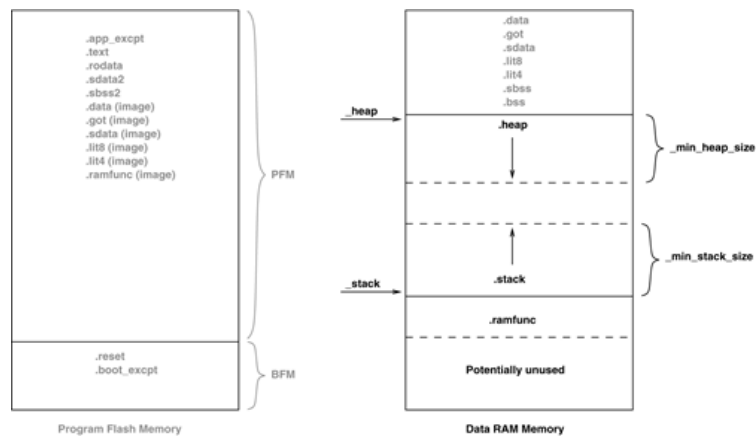 .app_excpt
.text
.rodata
.sdata2
.sbss2
.data (image)
.got (image)
.sdata (image)
.lit8 (image)
.lit4 (image)
.ramfunc (image)
PFM
.reset
.boot_excpt
BFM
Program Flash Memory
.data
.got
.sdata
.lit8
.lit4
.sbss
.bss
_heap
.heap
_min_heap_size
_min_stack_size
.stack
_stack
.ramfunc
Potentially unused
Data RAM Memory